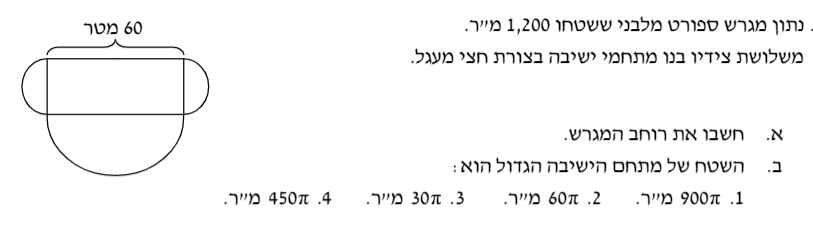 . נתון מגרש ספורט מלבני ששטחו 1,200 מ״ר.
משלושת צידיו בנו מתחמי ישיבה בצורת חצי מעגל.
60 מטר
א. חשבו את רוחב המגרש.
ב. השטח של מתחם הישיבה הגדול הוא:
1. 900π מ״ר. 2. 60π מ״ר. 3. 30π מ״ר. 4. 450π מ״ר.